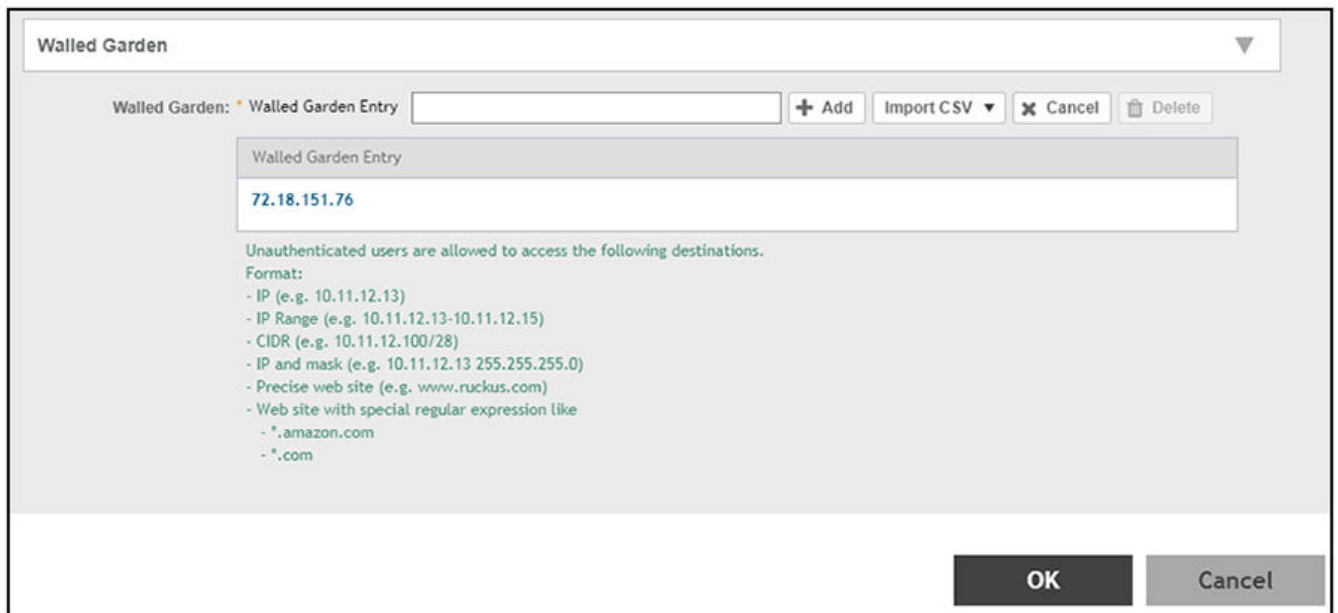 Walled Garden
Walled Garden: * Walled Garden Entry + Add Import CSV ▼ x Cancel Delete
Walled Garden Entry
72.18.151.76
Unauthenticated users are allowed to access the following destinations.
Format:
- IP (e.g. 10.11.12.13)
- IP Range (e.g. 10.11.12.13-10.11.12.15)
- CIDR (e.g. 10.11.12.100/28)
- IP and mask (e.g. 10.11.12.13 255.255.255.0)
- Precise web site (e.g. www.ruckus.com)
- Web site with special regular expression like
- *.amazon.com
- *.com
OK Cancel